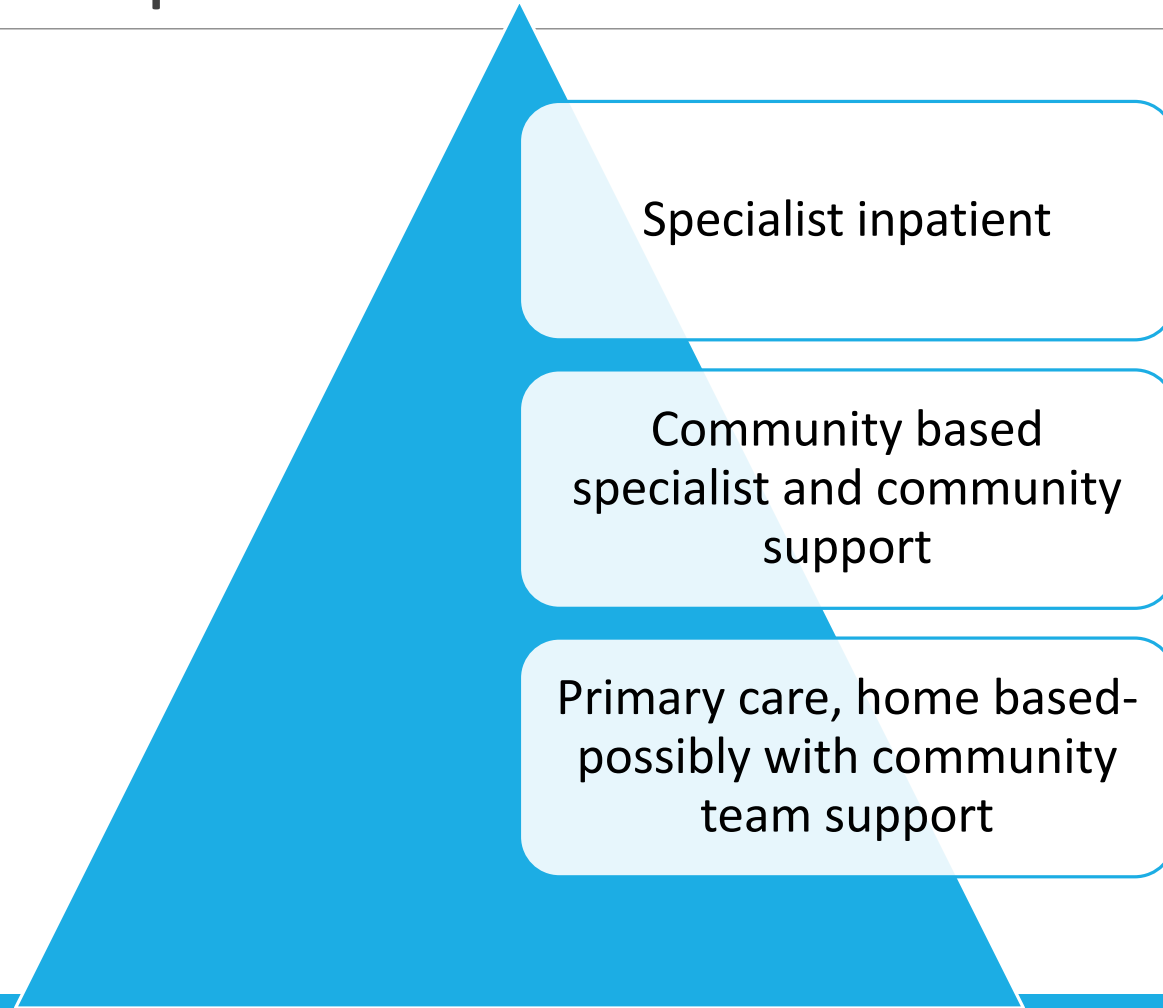 Specialist inpatient
Community based
specialist and community
support
Primary care, home based-
possibly with community
team support